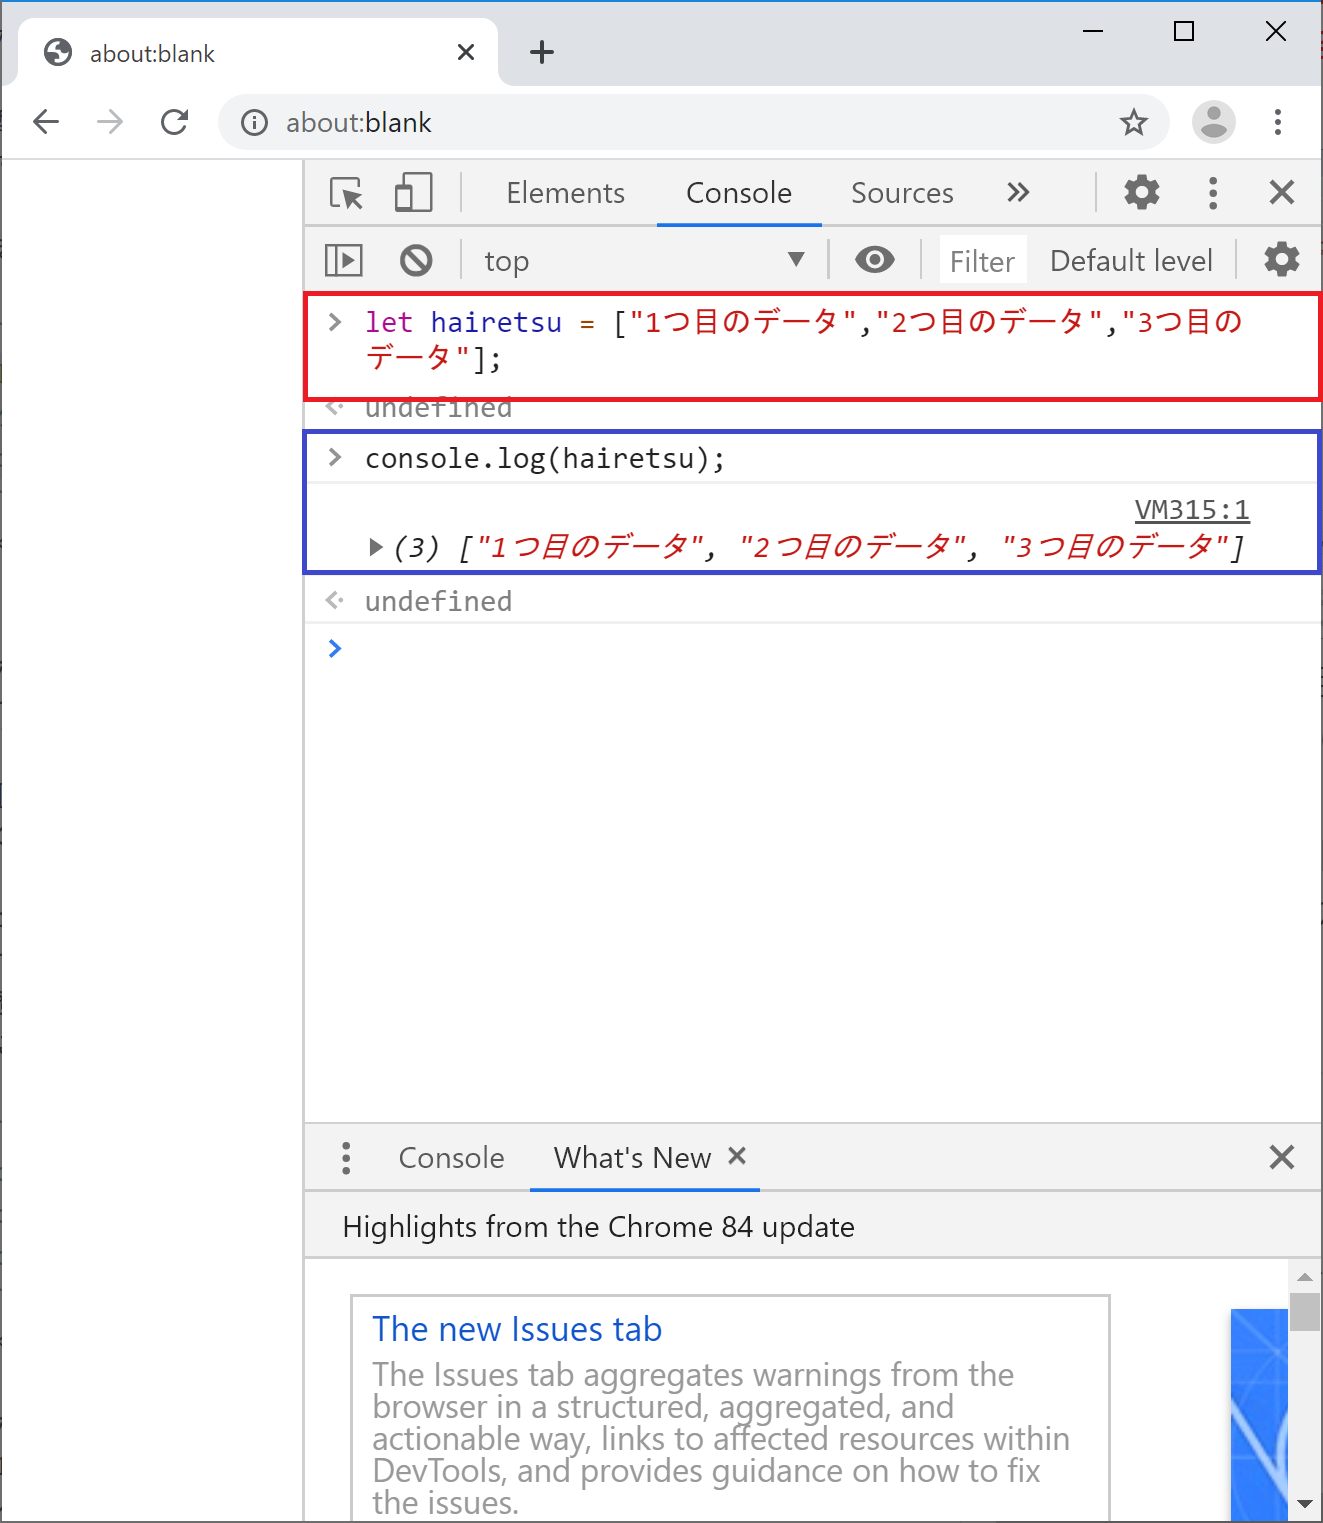 about:blank
about:blank
Elements Console Sources
top Filter Default level
let hairetsu = ["1つ目のデータ","2つ目のデータ","3つ目の
データ"];
undefined
console.log(hairetsu);
VM315:1
(3) ["1つ目のデータ", "2つ目のデータ", "3つ目のデータ"]
undefined
Console What's New
Highlights from the Chrome 84 update
The new Issues tab
The Issues tab aggregates warnings from the
browser in a structured, aggregated, and
actionable way, links to affected resources within
DevTools, and provides guidance on how to fix
the issues.